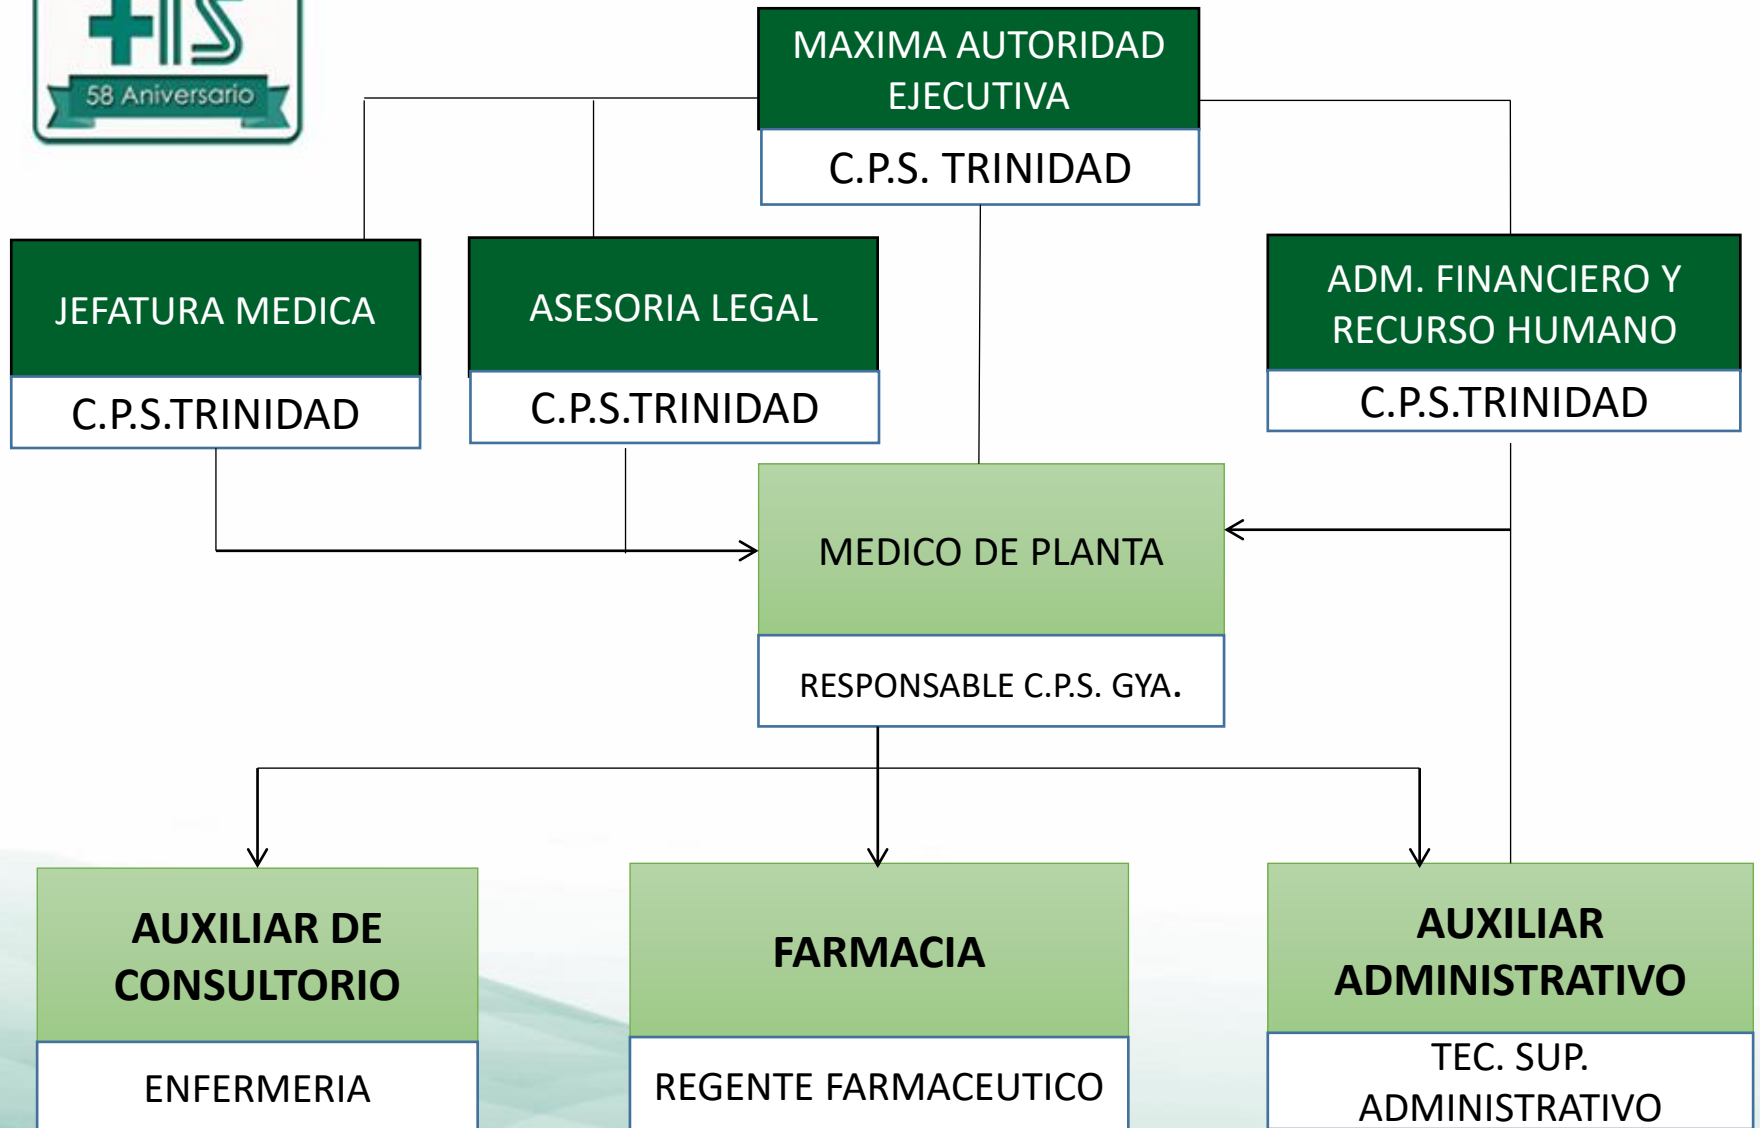 58 Aniversario
MAXIMA AUTORIDAD
EJECUTIVA
C.P.S. TRINIDAD
JEFATURA MEDICA
C.P.S.TRINIDAD
ASESORIA LEGAL
C.P.S.TRINIDAD
ADM. FINANCIERO Y
RECURSO HUMANO
C.P.S.TRINIDAD
MEDICO DE PLANTA
RESPONSABLE C.P.S. GYA.
AUXILIAR DE
CONSULTORIO
ENFERMERIA
FARMACIA
REGENTE FARMACEUTICO
AUXILIAR
ADMINISTRATIVO
TEC. SUP.
ADMINISTRATIVO